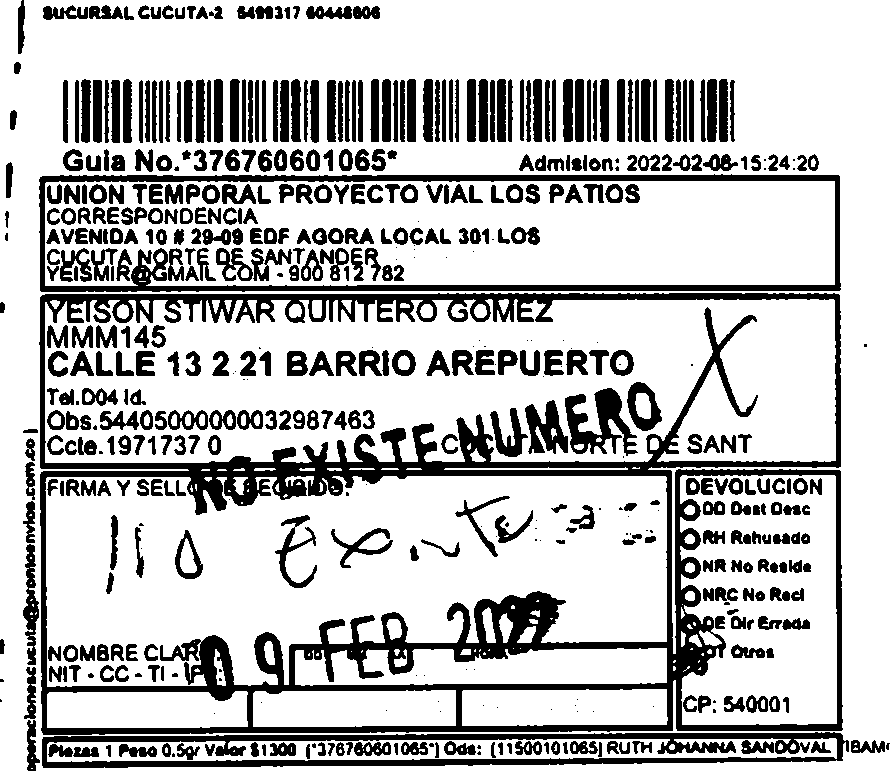 SUCURSAL CUCUTA-2 5499317 60448606
Guia No.*376760601065*
Admision: 2022-02-08-15:24:20
UNION TEMPORAL PROYECTO VIAL LOS PATIOS
CORRESPONDENCIA
AVENIDA 10 # 29-09 EDF AGORA LOCAL 301 LOS
CUCUTA NORTE DE SANTANDER
YEISMIR@GMAIL COM - 900 812 782
YEISON STIWAR QUINTERO GOMEZ
MMM145
CALLE 13 2 21 BARRIO AREPUERTO
Tel.D04 Id.
Obs.544050000000032987463
Ccte.1971737 0
CUCUTA NORTE DE SANT
NO EXISTE NUMERO
FIRMA Y SELLO DE RECIBIDO:
no Existe
09 FEB 2022
NOMBRE CLARO
NIT - CC - TI -
DEVOLUCION
DD Dest Desc
RH Rehusado
NR No Reside
NRC No Recl
DE Dir Errada
OT Otros
CP: 540001
Piezas 1 Peso 0.5gr Valor $1300 (*376760601065*) Ods: (11500101065) RUTH JOHANNA SANDOVAL
operacionescucuta@prontoenvios.com.co |